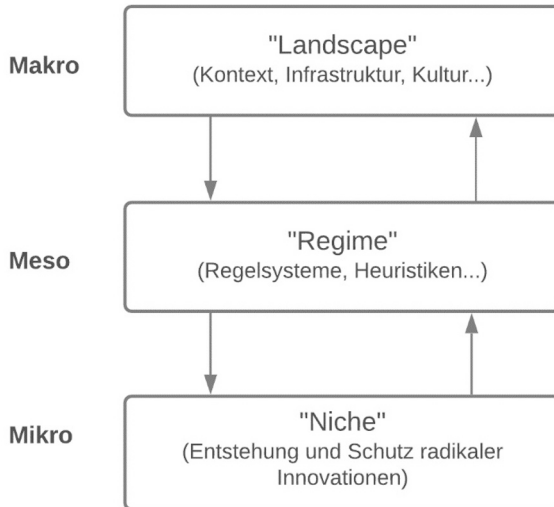 Makro
"Landscape"
(Kontext, Infrastruktur, Kultur...)
Meso
"Regime"
(Regelsysteme, Heuristiken...)
Mikro
"Niche"
(Entstehung und Schutz radikaler
Innovationen)